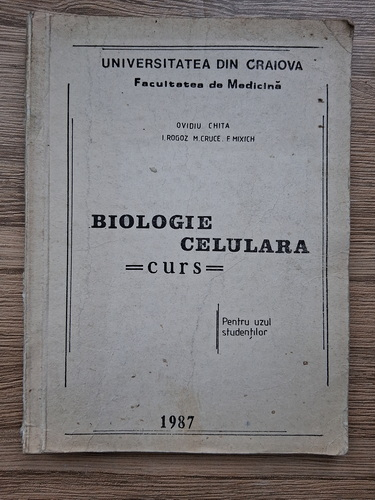 UNIVERSITATEA DIN CRAIOVA
Facultatea de Medicină
OVIDIU CHITA
I.ROGOZ M.CRUCE F.MIXICH
BIOLOGIE
CELULARA
=curs=
Pentru uzul
studenților
1987